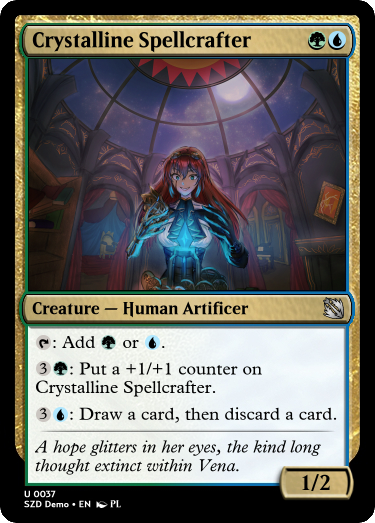 Crystalline Spellcrafter
Creature — Human Artificer
: Add or .
3 : Put a +1/+1 counter on
Crystalline Spellcrafter.
3 : Draw a card, then discard a card.
A hope glitters in her eyes, the kind long
thought extinct within Vena.
1/2
U 0037
SZD Demo • EN PL